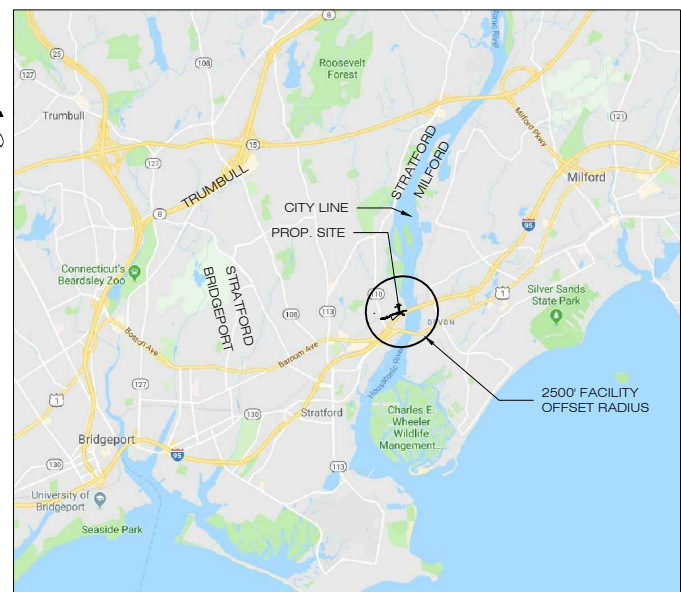 8
onic River
25
108
127
Roosevelt
Forest
Trumbull
15
STRATFORD
MILFORD
Milford Pkwy
121
127
TRUMBULL
Milford
8
CITY LINE
95
PROP. SITE
Connecticut's
Beardsley Zoo
STRATFORD
BRIDGEPORT
110
1
Silver Sands
State Park
108
113
DEVON
Boston Ave
Barnum Ave
Housatonic River
127
2500' FACILITY
OFFSET RADIUS
1
130
Stratford
Charles E.
Wheeler
Wildlife
Mangement...
Bridgeport
95
130
113
University of
Bridgeport
Seaside Park